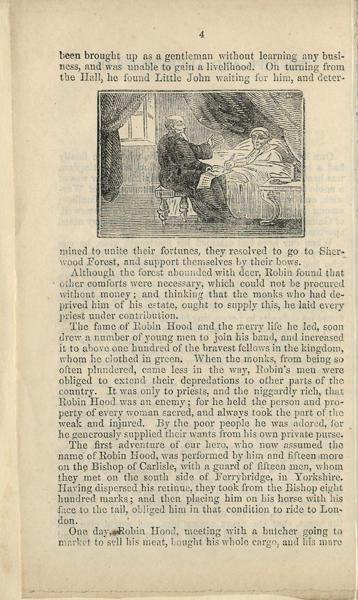 4
been brought up as a gentleman without learning any busi-
ness, and was unable to gain a livelihood. On turning from
the Hall, he found Little John waiting for him, and deter-
mined to unite their fortunes, they resolved to go to Sher-
wood Forest, and support themselves by their bows.
Although the forest abounded with deer, Robin found that
other comforts were necessary, which could not be procured
without money; and thinking that the monks who had de-
prived him of his estate, ought to supply this, he laid every
priest under contribution.
The fame of Robin Hood and the merry life he led, soon
drew a number of young men to join his band, and increased
it to above one hundred of the bravest fellows in the kingdom,
whom he clothed in green. When the monks, from being so
often plundered, came less in the way, Robin's men were
obliged to extend their depredations to other parts of the
country. It was only to priests, and the niggardly rich, that
Robin Hood was an enemy; for he held the person and pro-
perty of every woman sacred, and always took the part of the
weak and injured. By the poor people he was adored, for
he generously supplied their wants from his own private purse.
The first adventure of our hero, who now assumed the
name of Robin Hood, was performed by him and fifteen more
on the Bishop of Carlisle, with a guard of fifteen men, whom
they met on the south side of Ferrybridge, in Yorkshire.
Having dispersed his retinue, they took from the Bishop eight
hundred marks; and then placing him on his horse with his
face to the tail, obliged him in that condition to ride to Lon-
don.
One day, Robin Hood, meeting with a butcher going to
market to sell his meat, bought his whole cargo, and his mare